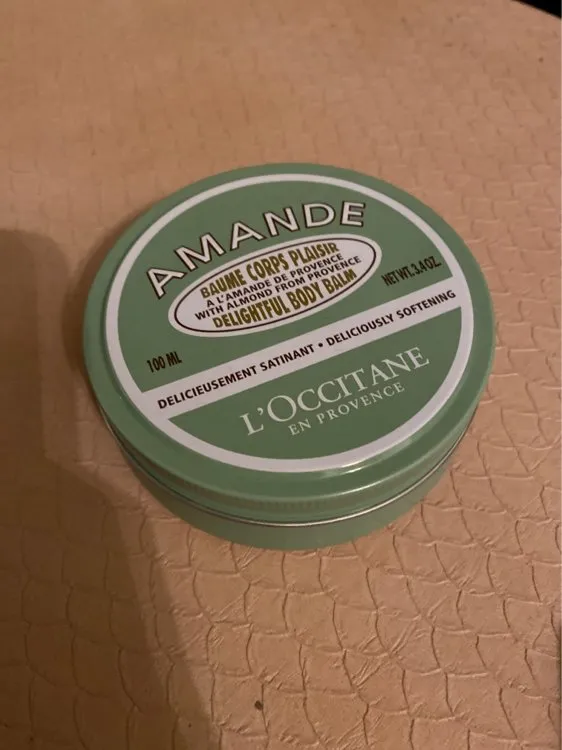 AMANDE
BAUME CORPS PLAISIR
A L'AMANDE DE PROVENCE
WITH ALMOND FROM PROVENCE
DELIGHTFUL BODY BALM
100 ML
NET WT. 3.4 OZ.
DELICIEUSEMENT SATINANT • DELICIOUSLY SOFTENING
L'OCCITANE
EN PROVENCE